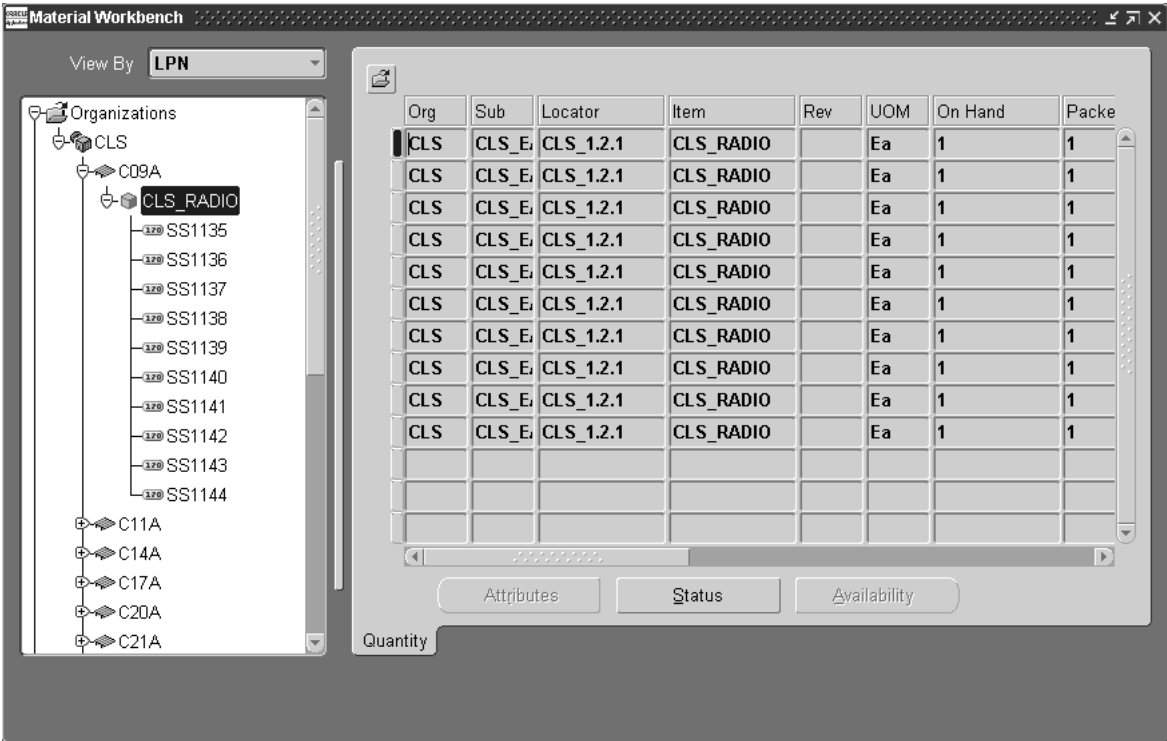 Material Workbench
View By LPN
Organizations
CLS
C09A
CLS_RADIO
SS1135
SS1136
SS1137
SS1138
SS1139
SS1140
SS1141
SS1142
SS1143
SS1144
C11A
C14A
C17A
C20A
C21A
Org Sub Locator Item Rev UOM On Hand Packe
CLS CLS_E CLS_1.2.1 CLS_RADIO Ea 1 1
CLS CLS_E CLS_1.2.1 CLS_RADIO Ea 1 1
CLS CLS_E CLS_1.2.1 CLS_RADIO Ea 1 1
CLS CLS_E CLS_1.2.1 CLS_RADIO Ea 1 1
CLS CLS_E CLS_1.2.1 CLS_RADIO Ea 1 1
CLS CLS_E CLS_1.2.1 CLS_RADIO Ea 1 1
CLS CLS_E CLS_1.2.1 CLS_RADIO Ea 1 1
CLS CLS_E CLS_1.2.1 CLS_RADIO Ea 1 1
CLS CLS_E CLS_1.2.1 CLS_RADIO Ea 1 1
CLS CLS_E CLS_1.2.1 CLS_RADIO Ea 1 1
Attributes Status Availability
Quantity